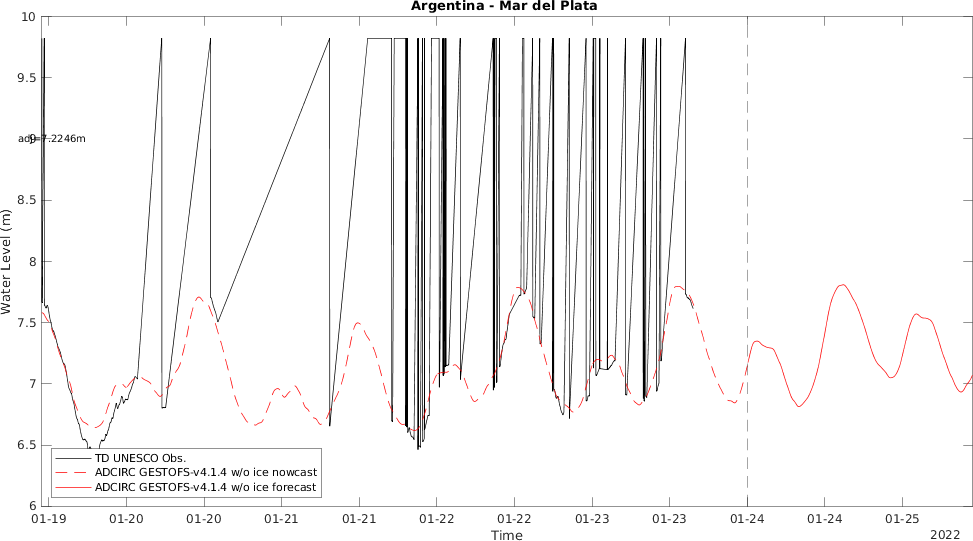 Argentina - Mar del Plata
10
9.5
9
adj=7.2246m
8.5
8
7.5
7
6.5
6
Water Level (m)
TD UNESCO Obs.
ADCIRC GESTOFS-v4.1.4 w/o ice nowcast
ADCIRC GESTOFS-v4.1.4 w/o ice forecast
01-19 01-20 01-20 01-21 01-21 01-22 01-22 01-23 01-23 01-24 01-24 01-25
Time
2022